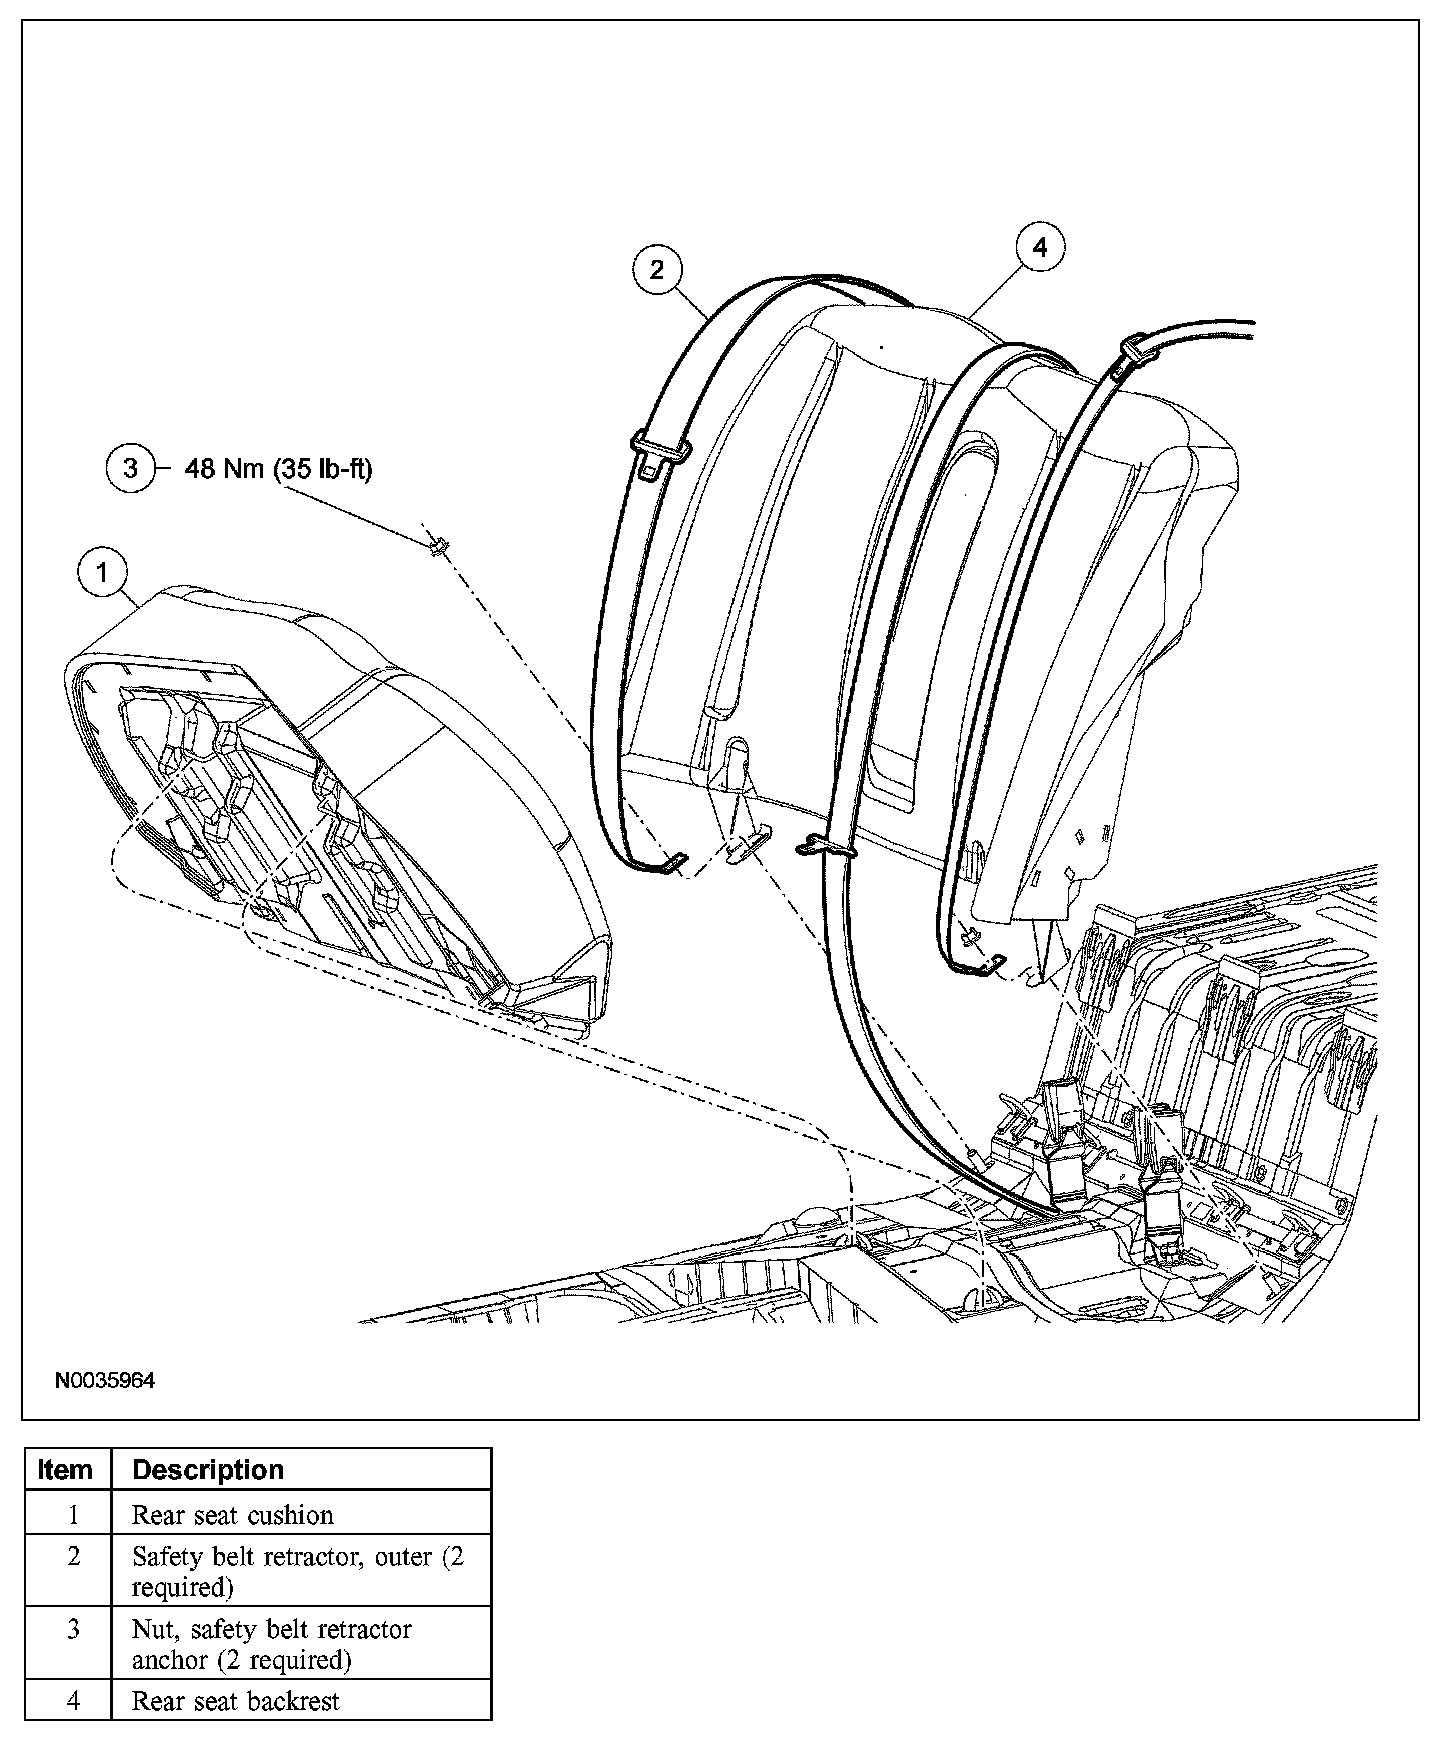 2
4
3 48 Nm (35 lb-ft)
1
N0035964
Item Description
1 Rear seat cushion
2 Safety belt retractor, outer (2
required)
3 Nut, safety belt retractor
anchor (2 required)
4 Rear seat backrest